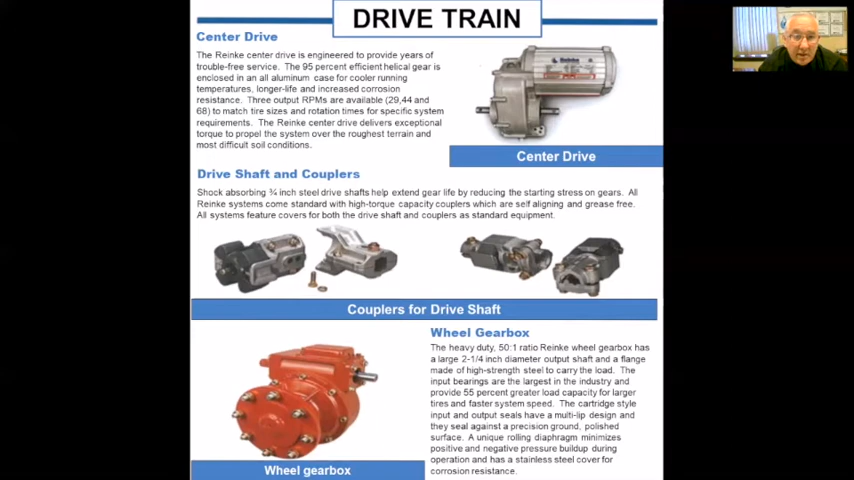 DRIVE TRAIN
Center Drive
The Reinke center drive is engineered to provide years of
trouble-free service. The 95 percent efficient helical gear is
enclosed in an all aluminum case for cooler running
temperatures, longer-life and increased corrosion
resistance. Three output RPMs are available (29,44 and
68) to match tire sizes and rotation times for specific system
requirements. The Reinke center drive delivers exceptional
torque to propel the system over the roughest terrain and
most difficult soil conditions.
Center Drive
Drive Shaft and Couplers
Shock absorbing ¾ inch steel drive shafts help extend gear life by reducing the starting stress on gears. All
Reinke systems come standard with high-torque capacity couplers which are self aligning and grease free.
All systems feature covers for both the drive shaft and couplers as standard equipment.
Couplers for Drive Shaft
Wheel Gearbox
The heavy duty, 50:1 ratio Reinke wheel gearbox has
a large 2-1/4 inch diameter output shaft and a flange
made of high-strength steel to carry the load. The
input bearings are the largest in the industry and
provide 55 percent greater load capacity for larger
tires and faster system speed. The cartridge style
input and output seals have a multi-lip design and
they seal against a precision ground, polished
surface. A unique rolling diaphragm minimizes
positive and negative pressure buildup during
operation and has a stainless steel cover for
corrosion resistance.
Wheel gearbox